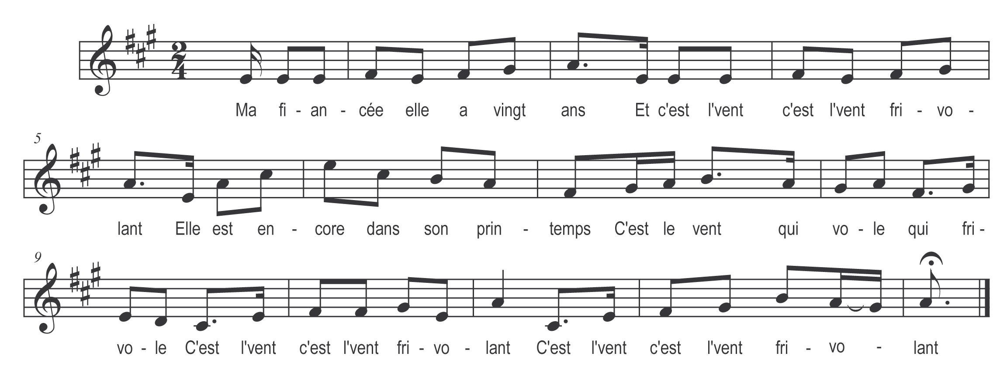 Ma fi - an - cée elle a vingt ans Et c'est l'vent c'est l'vent fri - vo -
5
lant Elle est en - core dans son prin - temps C'est le vent qui vo - le qui fri -
9
vo - le C'est l'vent c'est l'vent fri - vo - lant C'est l'vent c'est l'vent fri - vo - lant